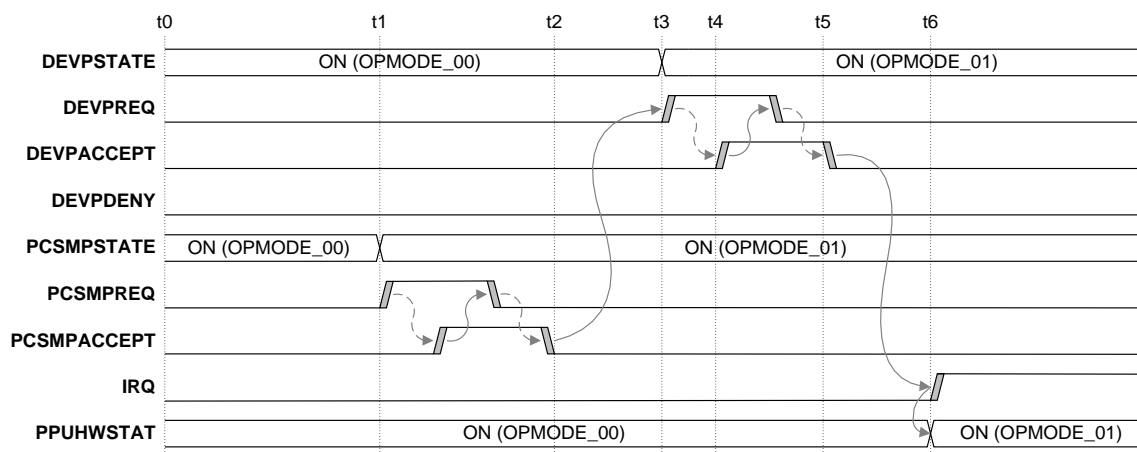 t0 t1 t2 t3 t4 t5 t6
DEVPSTATE ON (OPMODE_00) ON (OPMODE_01)
DEVPREQ
DEVPACCEPT
DEVPDENY
PCSMPSTATE ON (OPMODE_00) ON (OPMODE_01)
PCSMPREQ
PCSMPACCEPT
IRQ
PPUHWSTAT ON (OPMODE_00) ON (OPMODE_01)